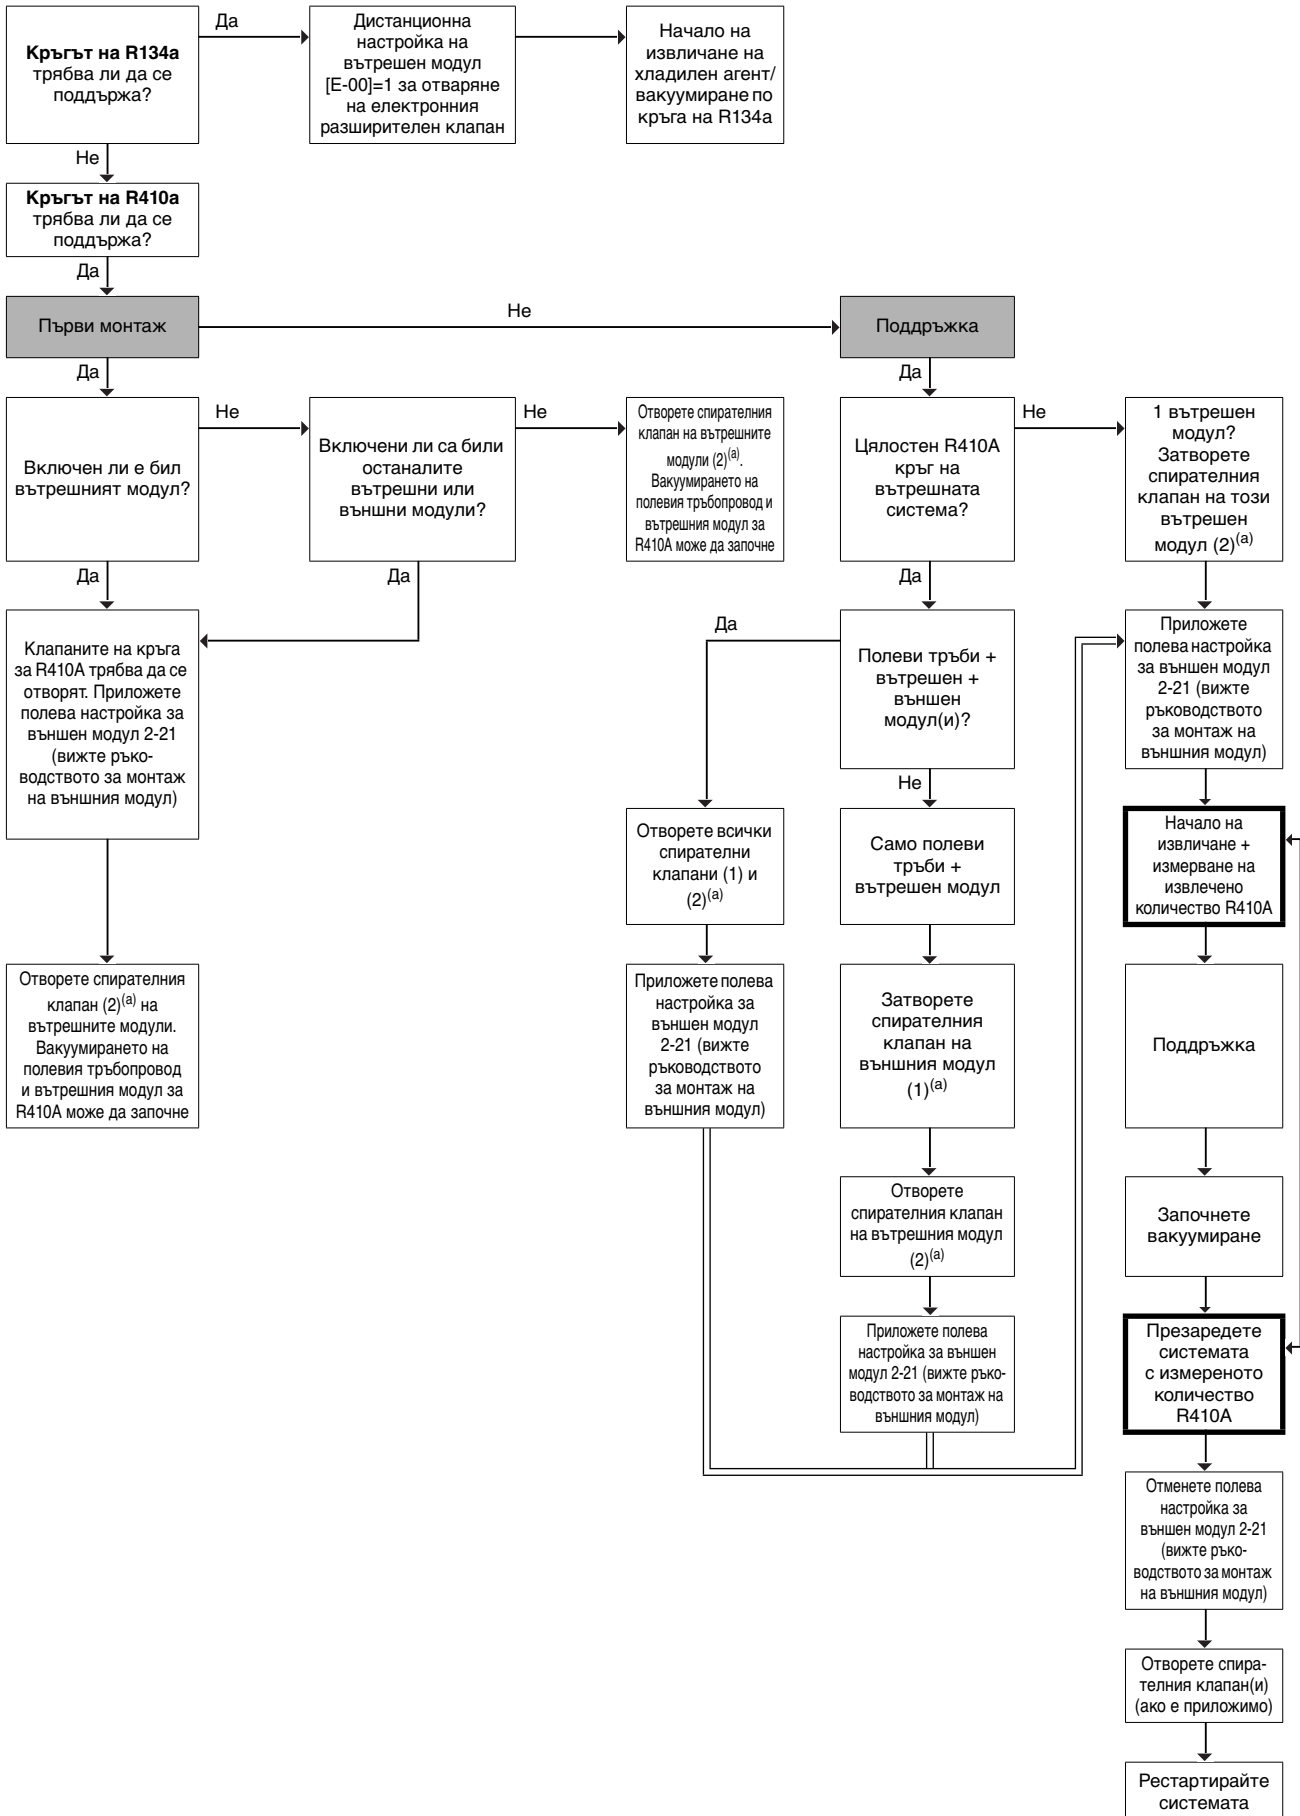 Кръгът на R134a
трябва ли да се
поддържа?
Да
Дистанционна
настройка на
вътрешен модул
[E-00]=1 за отваряне
на електронния
разширителен клапан
Начало на
извличане на
хладилен агент/
вакуумиране по
кръга на R134a
Не
Кръгът на R410a
трябва ли да се
поддържа?
Да
Първи монтаж
Не
Поддръжка
Да
Да
Включен ли е бил
вътрешният модул?
Не
Включени ли са били
останалите
вътрешни или
външни модули?
Не
Отворете спирателния
клапан на вътрешните
модули (2)(a).
Вакуумирането на
полевия тръбопровод и
вътрешния модул за
R410A може да започне
Цялостен R410A
кръг на
вътрешната
система?
Не
1 вътрешен
модул?
Затворете
спирателния
клапан на този
вътрешен
модул (2)(a)
Да
Да
Да
Клапаните на кръга
за R410A трябва да се
отворят. Приложете
полева настройка за
външен модул 2-21
(вижте ръко-
водството за монтаж
на външния модул)
Да
Полеви тръби +
вътрешен +
външен
модул(и)?
Приложете
полева настройка
за външен модул
2-21 (вижте
ръководството
за монтаж на
външния модул)
Не
Отворете всички
спирателни
клапани (1) и
(2)(a)
Само полеви
тръби +
вътрешен модул
Начало на
извличане +
измерване на
извлечено
количество R410A
Отворете спирателния
клапан (2)(a) на
вътрешните модули.
Вакуумирането на
полевия тръбопровод
и вътрешния модул за
R410A може да започне
Приложете полева
настройка за
външен модул
2-21 (вижте
ръководството
за монтаж на
външния модул)
Затворете
спирателния
клапан на
външния модул
(1)(a)
Поддръжка
Отворете
спирателния клапан
на вътрешния модул
(2)(a)
Започнете
вакуумиране
Приложете полева
настройка за външен
модул 2-21 (вижте ръко-
водството за монтаж на
външния модул)
Презаредете
системата
с измереното
количество
R410A
Отменете полева
настройка за
външен модул 2-21
(вижте ръко-
водството за монтаж
на външния модул)
Отворете спира-
телния клапан(и)
(ако е приложимо)
Рестартирайте
системата